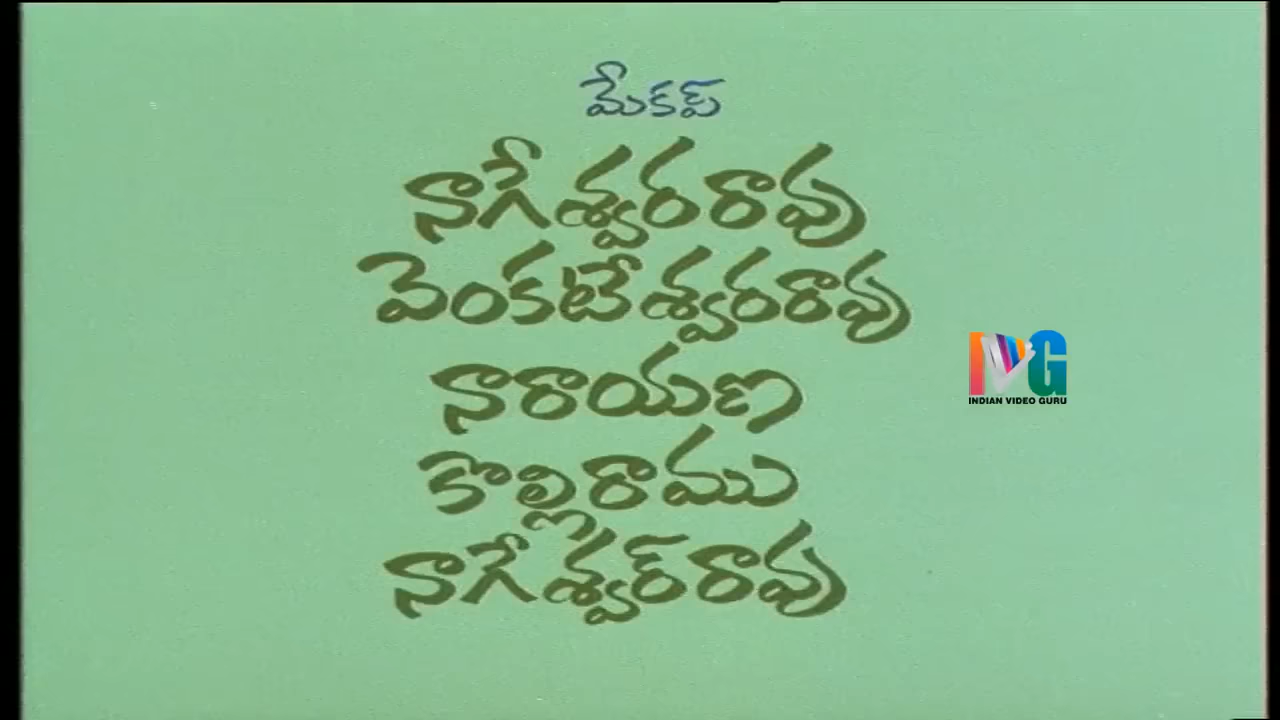 మేకప్
నాగేశ్వరరావు
వెంకటేశ్వరరావు
నారాయణ
కొల్లిరాము
నాగేశ్వర్‌రావు
IVG
INDIAN VIDEO GURU